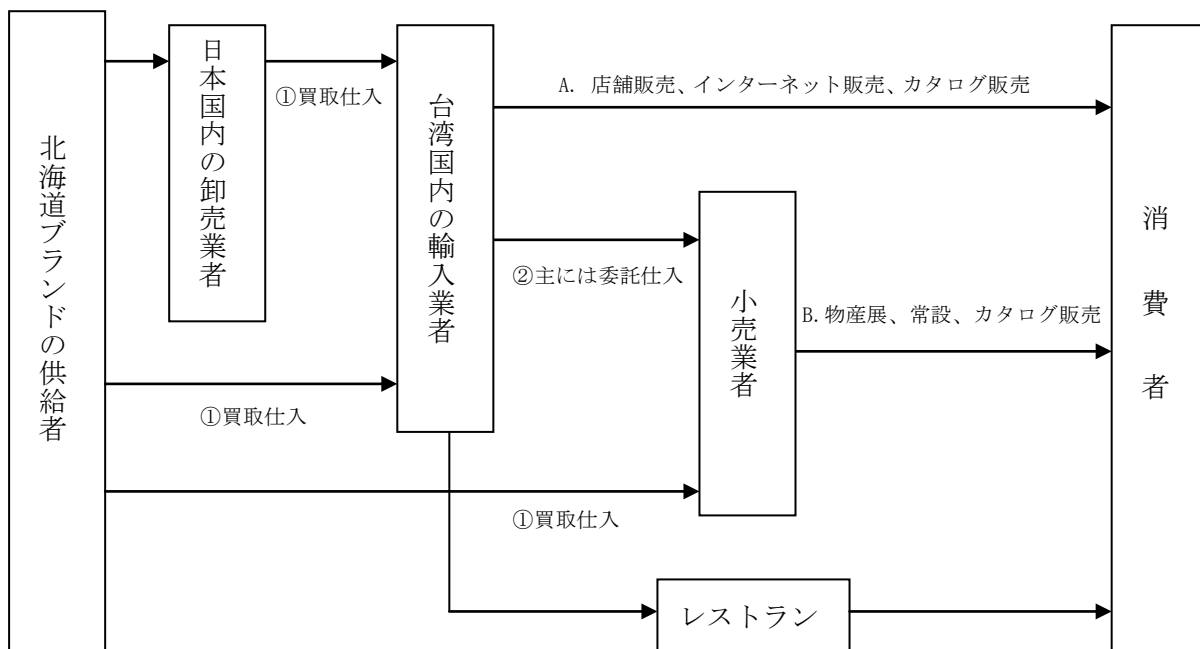 北海道ブランドの供給者
日本国内の卸売業者
①買取仕入
台湾国内の輸入業者
A. 店舗販売、インターネット販売、カタログ販売
消費者
②主には委託仕入
小売業者
B.物産展、常設、カタログ販売
①買取仕入
①買取仕入
レストラン